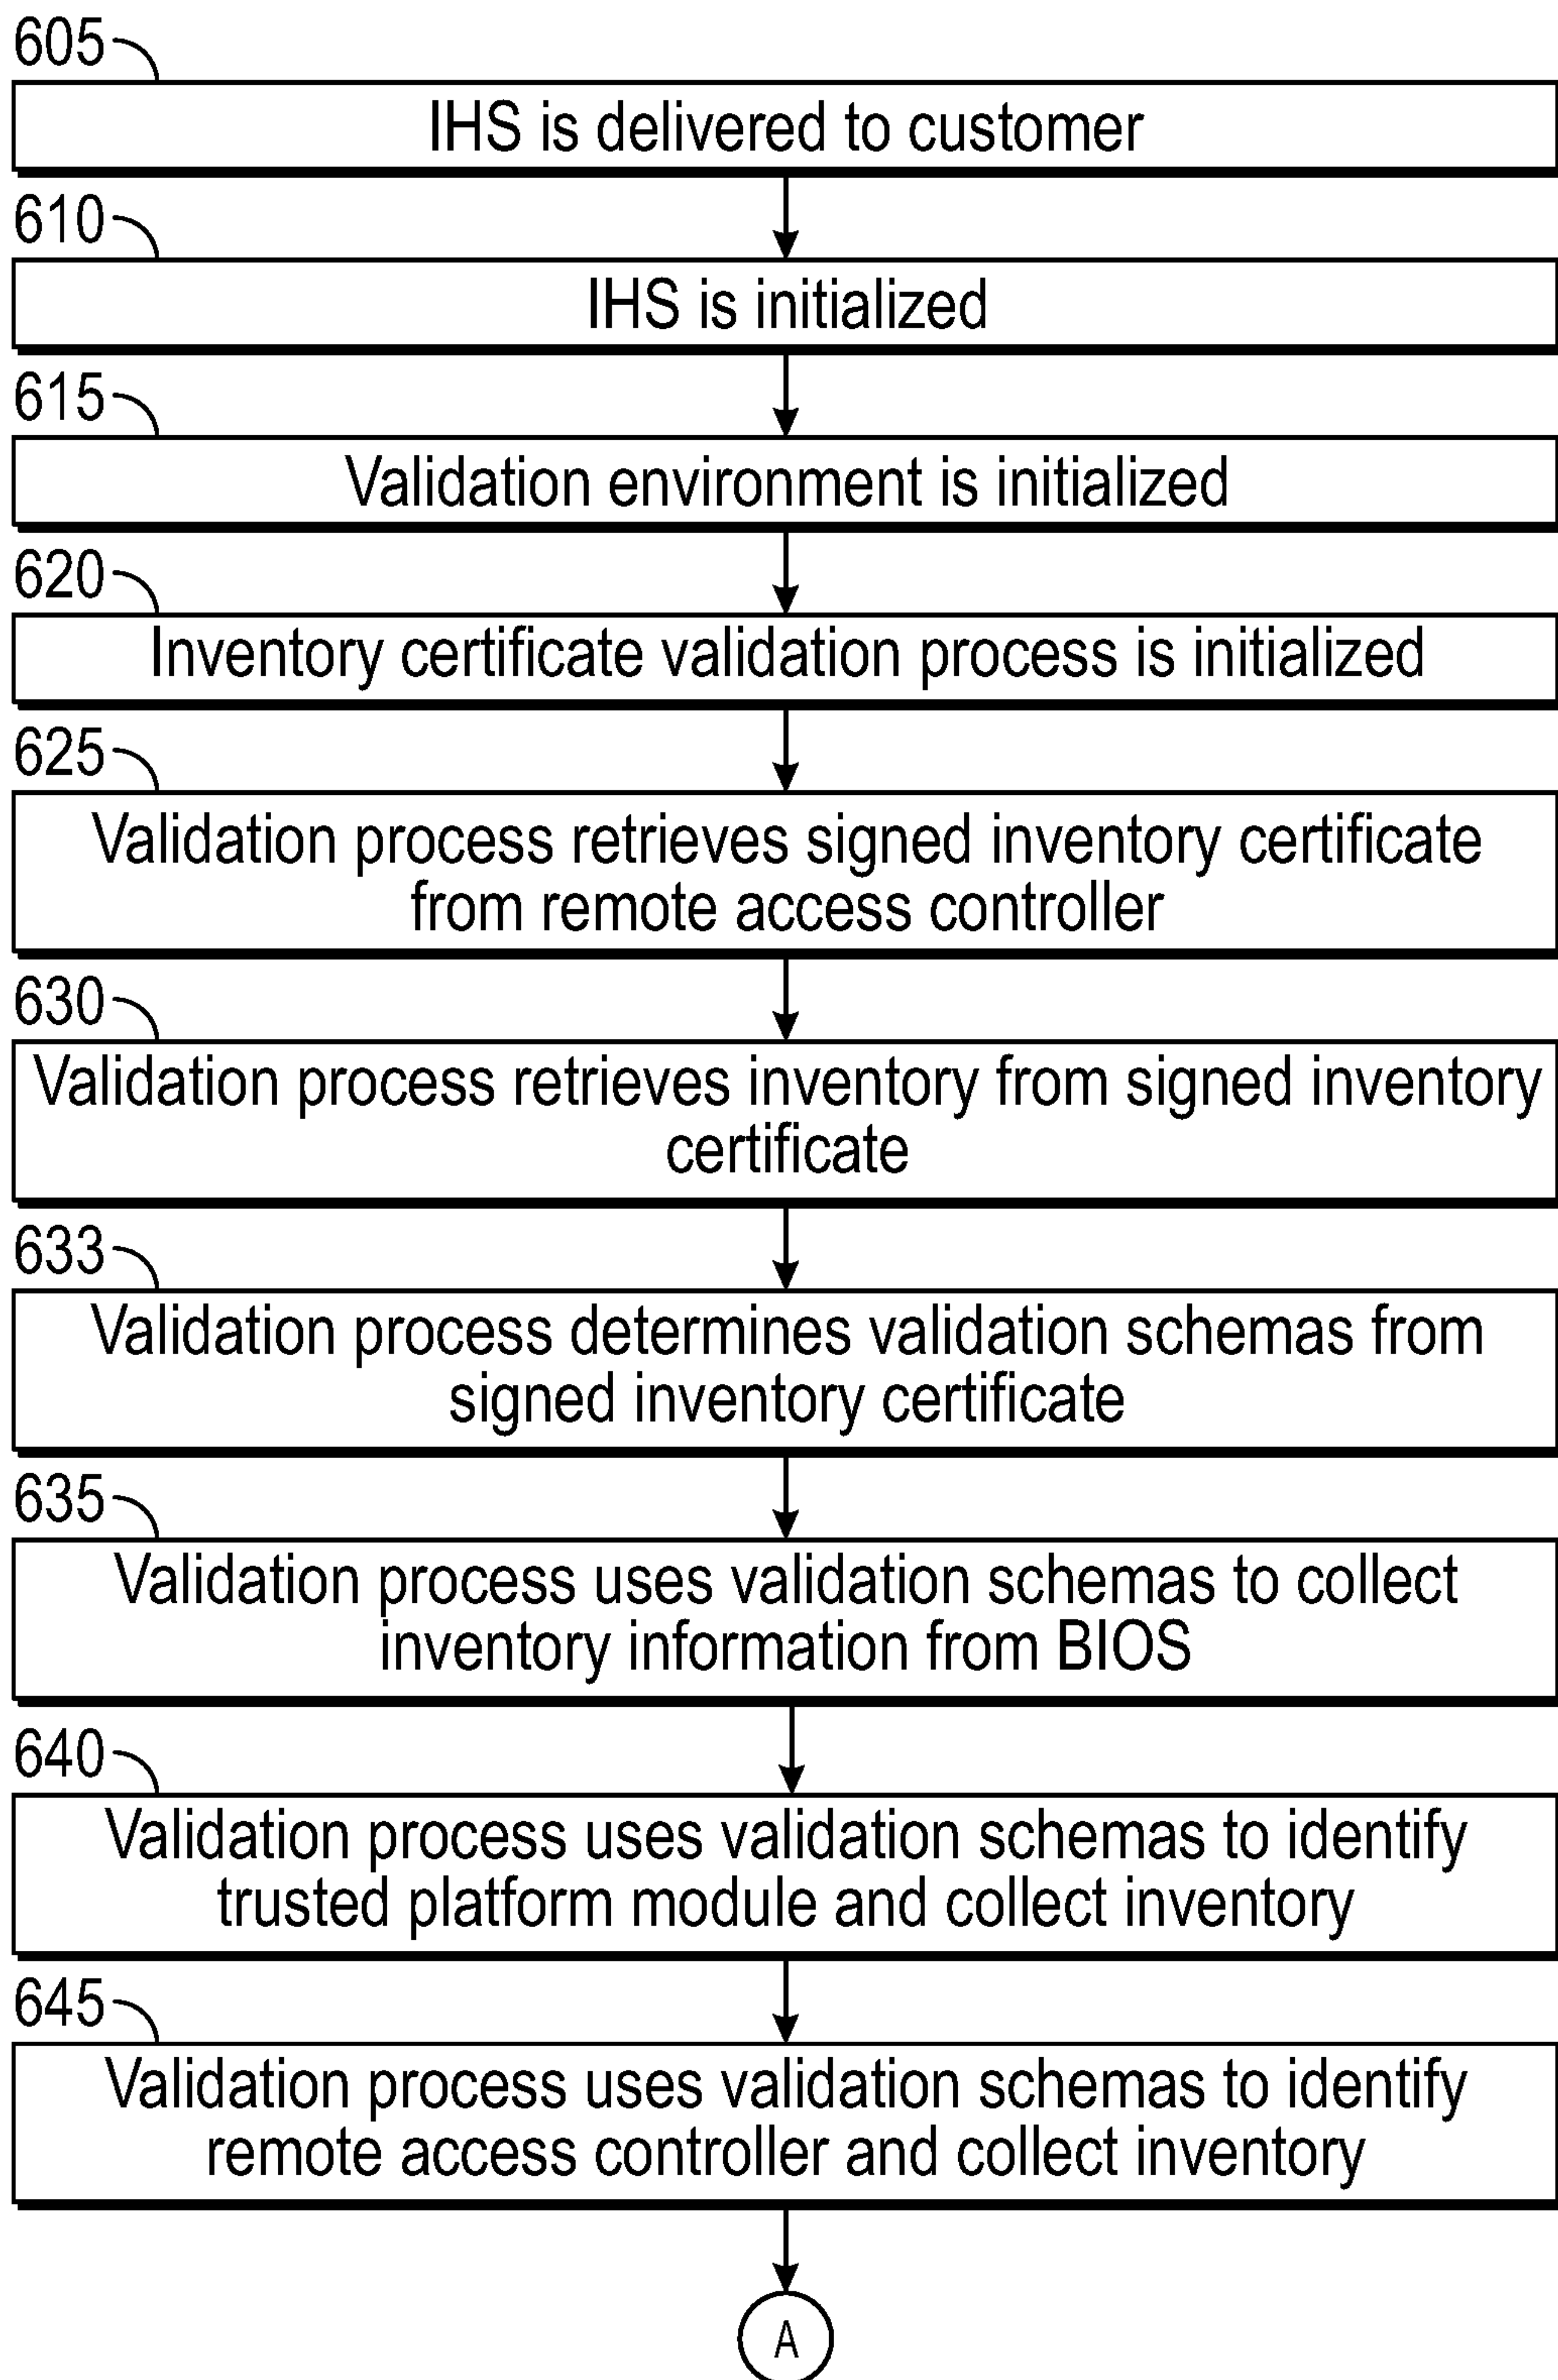 605
IHS is delivered to customer
610
IHS is initialized
615
Validation environment is initialized
620
Inventory certificate validation process is initialized
625
Validation process retrieves signed inventory certificate
from remote access controller
630
Validation process retrieves inventory from signed inventory
certificate
633
Validation process determines validation schemas from
signed inventory certificate
635
Validation process uses validation schemas to collect
inventory information from BIOS
640
Validation process uses validation schemas to identify
trusted platform module and collect inventory
645
Validation process uses validation schemas to identify
remote access controller and collect inventory
A